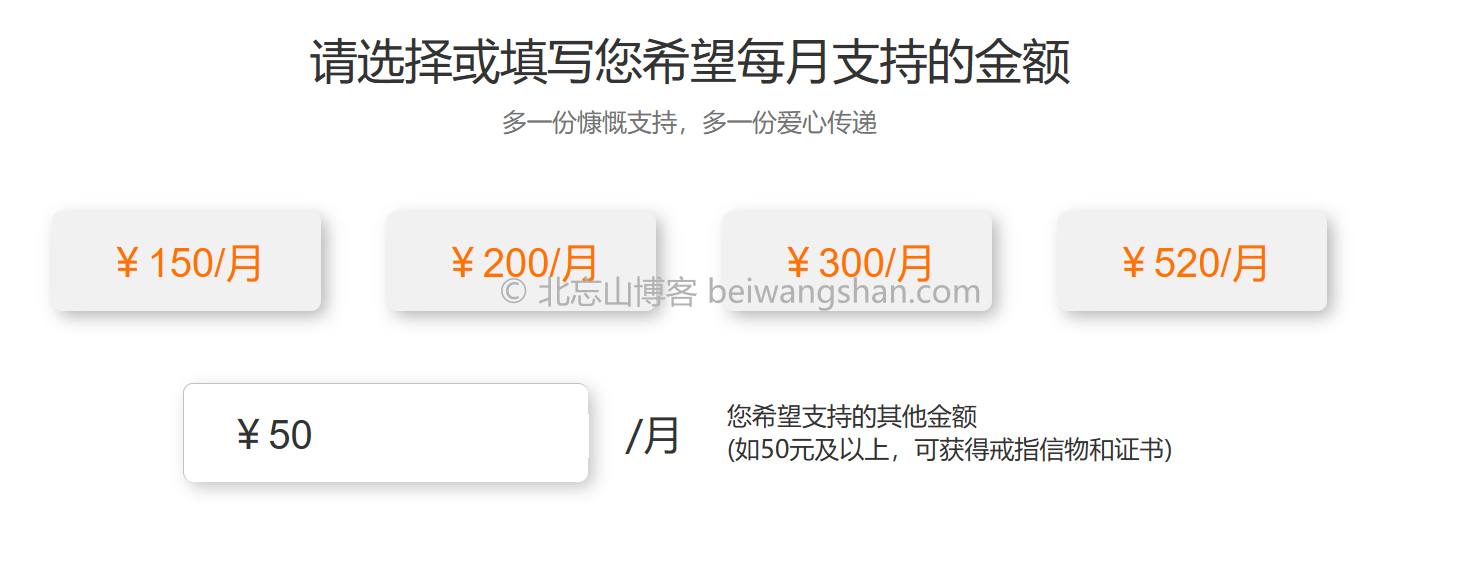 请选择或填写您希望每月支持的金额
多一份慷慨支持，多一份爱心传递
¥ 150/月
¥ 200/月
¥ 300/月
¥ 520/月
© 北忘山博客 beiwangshan.com
¥ 50
/月
您希望支持的其他金额
(如50元及以上，可获得戒指信物和证书)